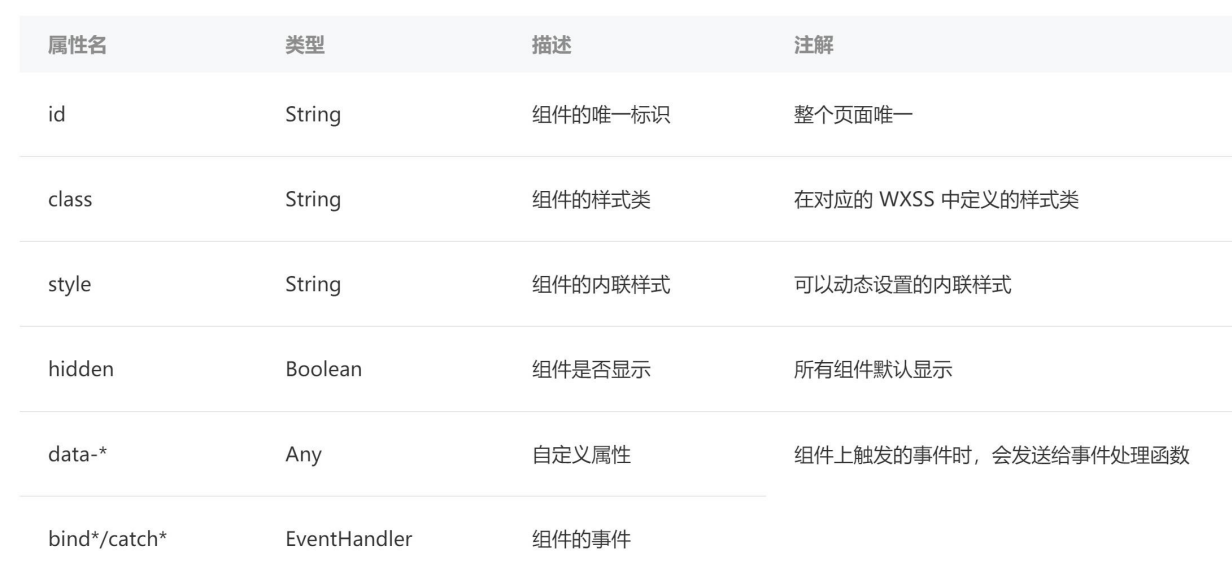 属性名 类型 描述 注解
id String 组件的唯一标识 整个页面唯一
class String 组件的样式类 在对应的 WXSS 中定义的样式类
style String 组件的内联样式 可以动态设置的内联样式
hidden Boolean 组件是否显示 所有组件默认显示
data-* Any 自定义属性 组件上触发的事件时，会发送给事件处理函数
bind*/catch* EventHandler 组件的事件